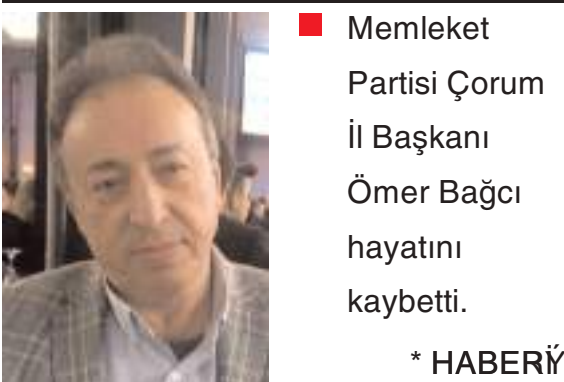 Memleket
Partisi Çorum
İl Başkanı
Ömer Bağcı
hayatını
kaybetti.
* HABERİ